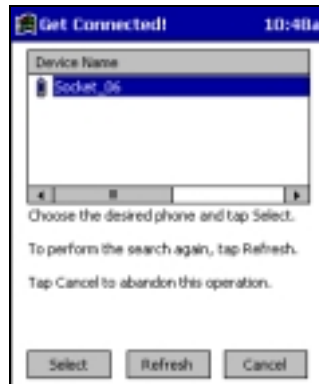 Get Connected! 10:48a
Device Name
Socket_06
Choose the desired phone and tap Select.
To perform the search again, tap Refresh.
Tap Cancel to abandon this operation.
Select Refresh Cancel